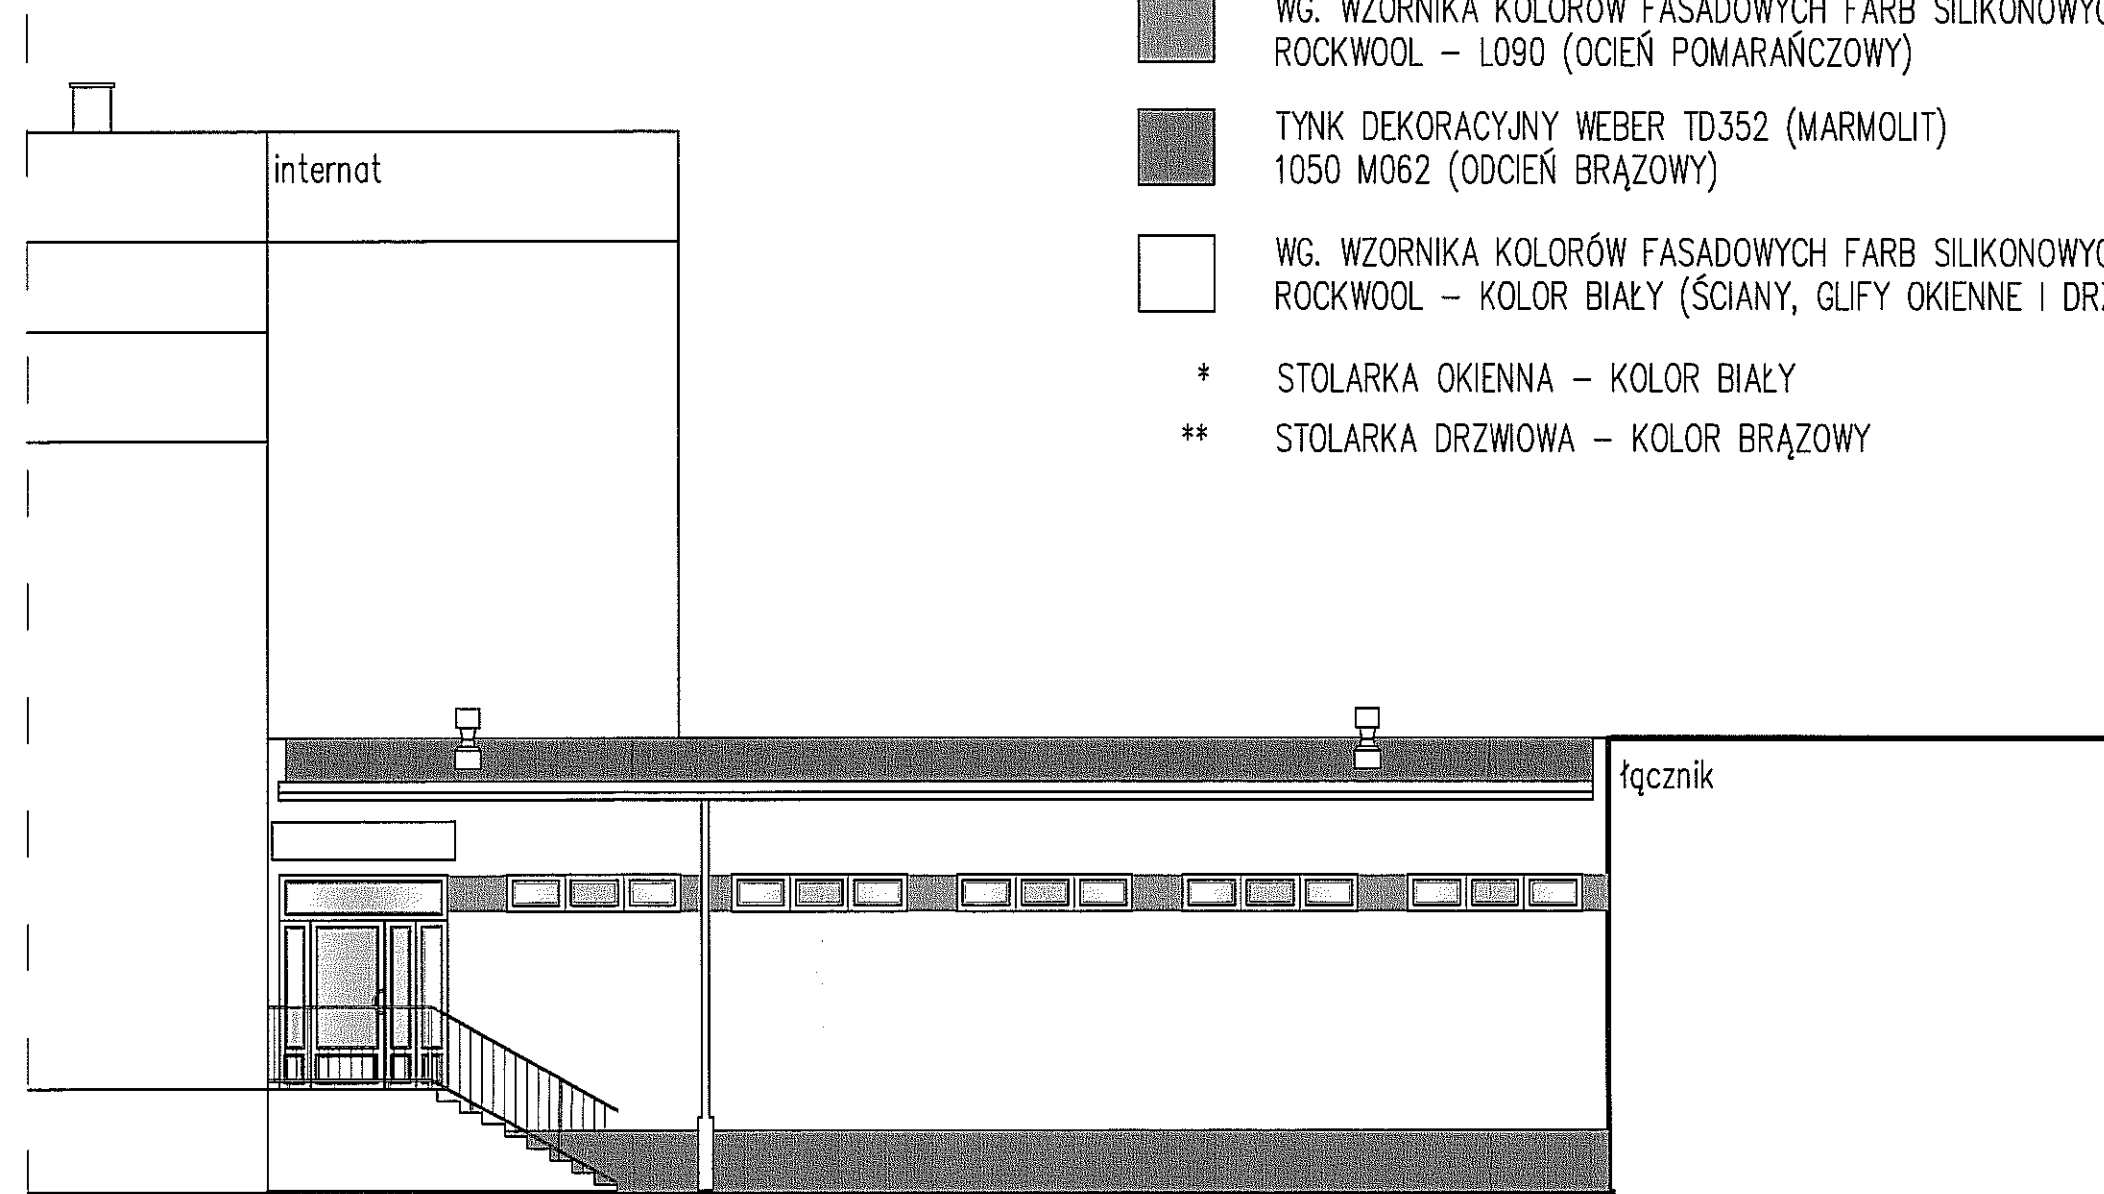 WG. WZORNIKA KOLORÓW FASADOWYCH FARB
ROCKWOOL – L090 (OCIEŃ POMARAŃCZOWY)
TYNK DEKORACYJNY WEBER TD352 (MARMOLIT)
1050 M062 (ODCIEŃ BRĄZOWY)
WG. WZORNIKA KOLORÓW FASADOWYCH FARB
ROCKWOOL – KOLOR BIAŁY (ŚCIANY, GLIFY OKIENNE I
* STOLARKA OKIENNA – KOLOR BIAŁY
** STOLARKA DRZWIOWA – KOLOR BRĄZOWY
internat
łącznik